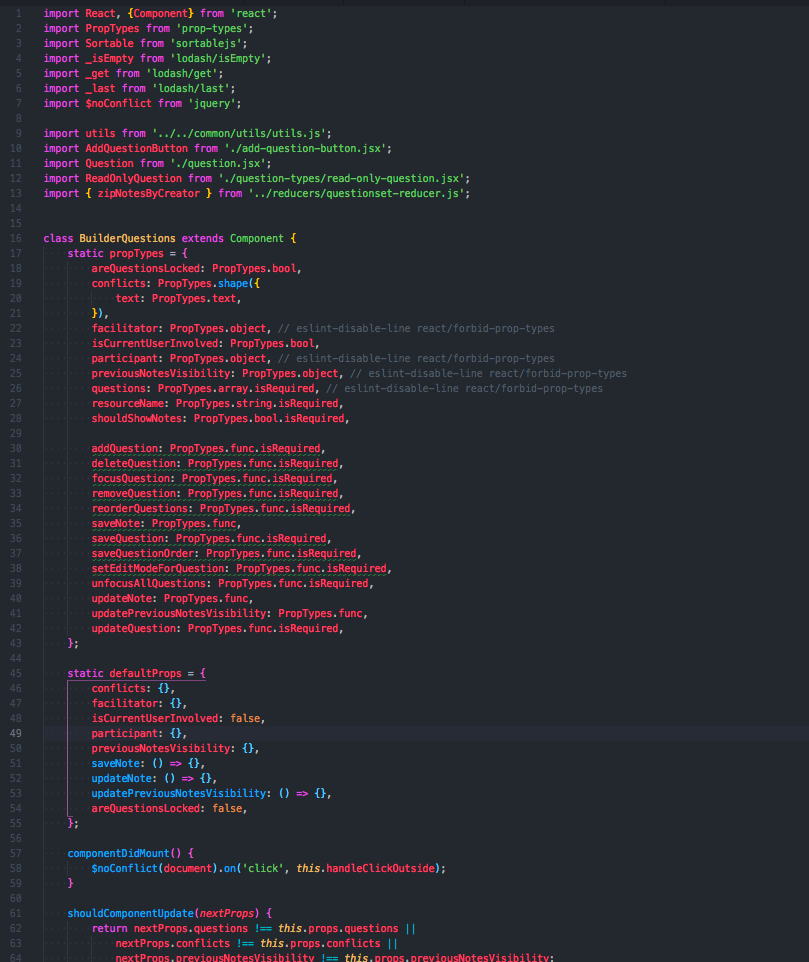 1 import React, {Component} from 'react';
2 import PropTypes from 'prop-types';
3 import Sortable from 'sortablejs';
4 import _isEmpty from 'lodash/isEmpty';
5 import _get from 'lodash/get';
6 import _last from 'lodash/last';
7 import $noConflict from 'jquery';
8
9 import utils from '../../common/utils/utils.js';
10 import AddQuestionButton from './add-question-button.jsx';
11 import Question from './question.jsx';
12 import ReadOnlyQuestion from './question-types/read-only-question.jsx';
13 import { zipNotesByCreator } from '../reducers/questionset-reducer.js';
14
15
16 class BuilderQuestions extends Component {
17 static propTypes = {
18 areQuestionsLocked: PropTypes.bool,
19 conflicts: PropTypes.shape({
20 text: PropTypes.text,
21 }),
22 facilitator: PropTypes.object, // eslint-disable-line react/forbid-prop-types
23 isCurrentUserInvolved: PropTypes.bool,
24 participant: PropTypes.object, // eslint-disable-line react/forbid-prop-types
25 previousNotesVisibility: PropTypes.object, // eslint-disable-line react/forbid-prop-types
26 questions: PropTypes.array.isRequired, // eslint-disable-line react/forbid-prop-types
27 resourceName: PropTypes.string.isRequired,
28 shouldShowNotes: PropTypes.bool.isRequired,
29
30 addQuestion: PropTypes.func.isRequired,
31 deleteQuestion: PropTypes.func.isRequired,
32 focusQuestion: PropTypes.func.isRequired,
33 removeQuestion: PropTypes.func.isRequired,
34 reorderQuestions: PropTypes.func.isRequired,
35 saveNote: PropTypes.func,
36 saveQuestion: PropTypes.func.isRequired,
37 saveQuestionOrder: PropTypes.func.isRequired,
38 setEditModeForQuestion: PropTypes.func.isRequired,
39 unfocusAllQuestions: PropTypes.func.isRequired,
40 updateNote: PropTypes.func,
41 updatePreviousNotesVisibility: PropTypes.func,
42 updateQuestion: PropTypes.func.isRequired,
43 };
44
45 static defaultProps = {
46 conflicts: {},
47 facilitator: {},
48 isCurrentUserInvolved: false,
49 participant: {},
50 previousNotesVisibility: {},
51 saveNote: () => {},
52 updateNote: () => {},
53 updatePreviousNotesVisibility: () => {},
54 areQuestionsLocked: false,
55 };
56
57 componentDidMount() {
58 $noConflict(document).on('click', this.handleClickOutside);
59 }
60
61 shouldComponentUpdate(nextProps) {
62 return nextProps.questions !== this.props.questions ||
63 nextProps.conflicts !== this.props.conflicts ||
64 nextProps.previousNotesVisibility !== this.props.previousNotesVisibility;